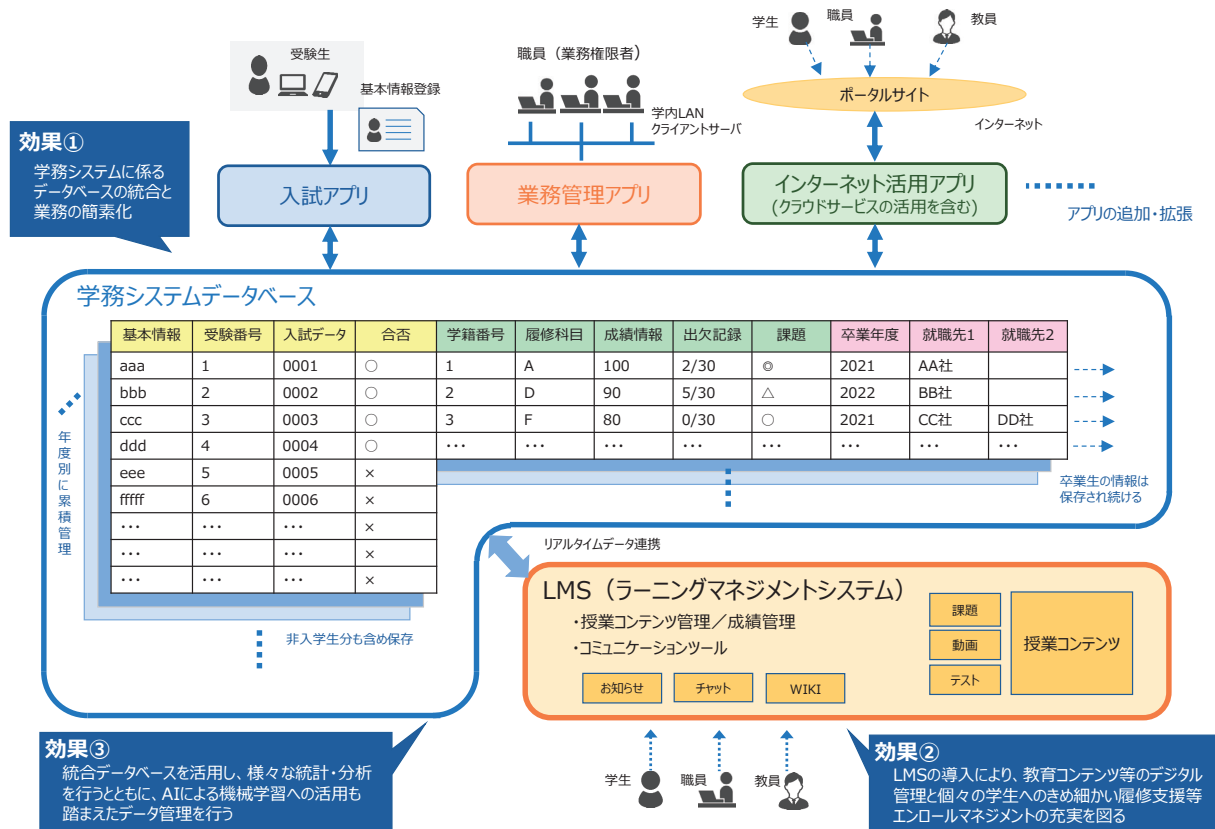 学生
職員
教員
受験生
基本情報登録
職員（業務権限者）
学内LAN
クライアントサーバ
ポータルサイト
インターネット
効果①
学務システムに係る
データベースの統合と
業務の簡素化
入試アプリ
業務管理アプリ
インターネット活用アプリ
(クラウドサービスの活用を含む)
アプリの追加・拡張
学務システムデータベース
基本情報 受験番号 入試データ 合否 学籍番号 履修科目 成績情報 出欠記録 課題 卒業年度 就職先1 就職先2
aaa 1 0001 ○ 1 A 100 2/30 ◎ 2021 AA社
bbb 2 0002 ○ 2 D 90 5/30 △ 2022 BB社
ccc 3 0003 ○ 3 F 80 0/30 ○ 2021 CC社 DD社
ddd 4 0004 ○ … … … … … … … …
eee 5 0005 ×
fffff 6 0006 ×
… … … ×
… … … ×
… … … ×
年度別に累積管理
卒業生の情報は
保存され続ける
非入学生分も含め保存
リアルタイムデータ連携
LMS（ラーニングマネジメントシステム）
・授業コンテンツ管理／成績管理
・コミュニケーションツール
お知らせ
チャット
WIKI
課題
動画
テスト
授業コンテンツ
学生
職員
教員
効果③
統合データベースを活用し、様々な統計・分析
を行うとともに、AIによる機械学習への活用も
踏まえたデータ管理を行う
効果②
LMSの導入により、教育コンテンツ等のデジタル
管理と個々の学生へのきめ細かい履修支援等
エンロールマネジメントの充実を図る